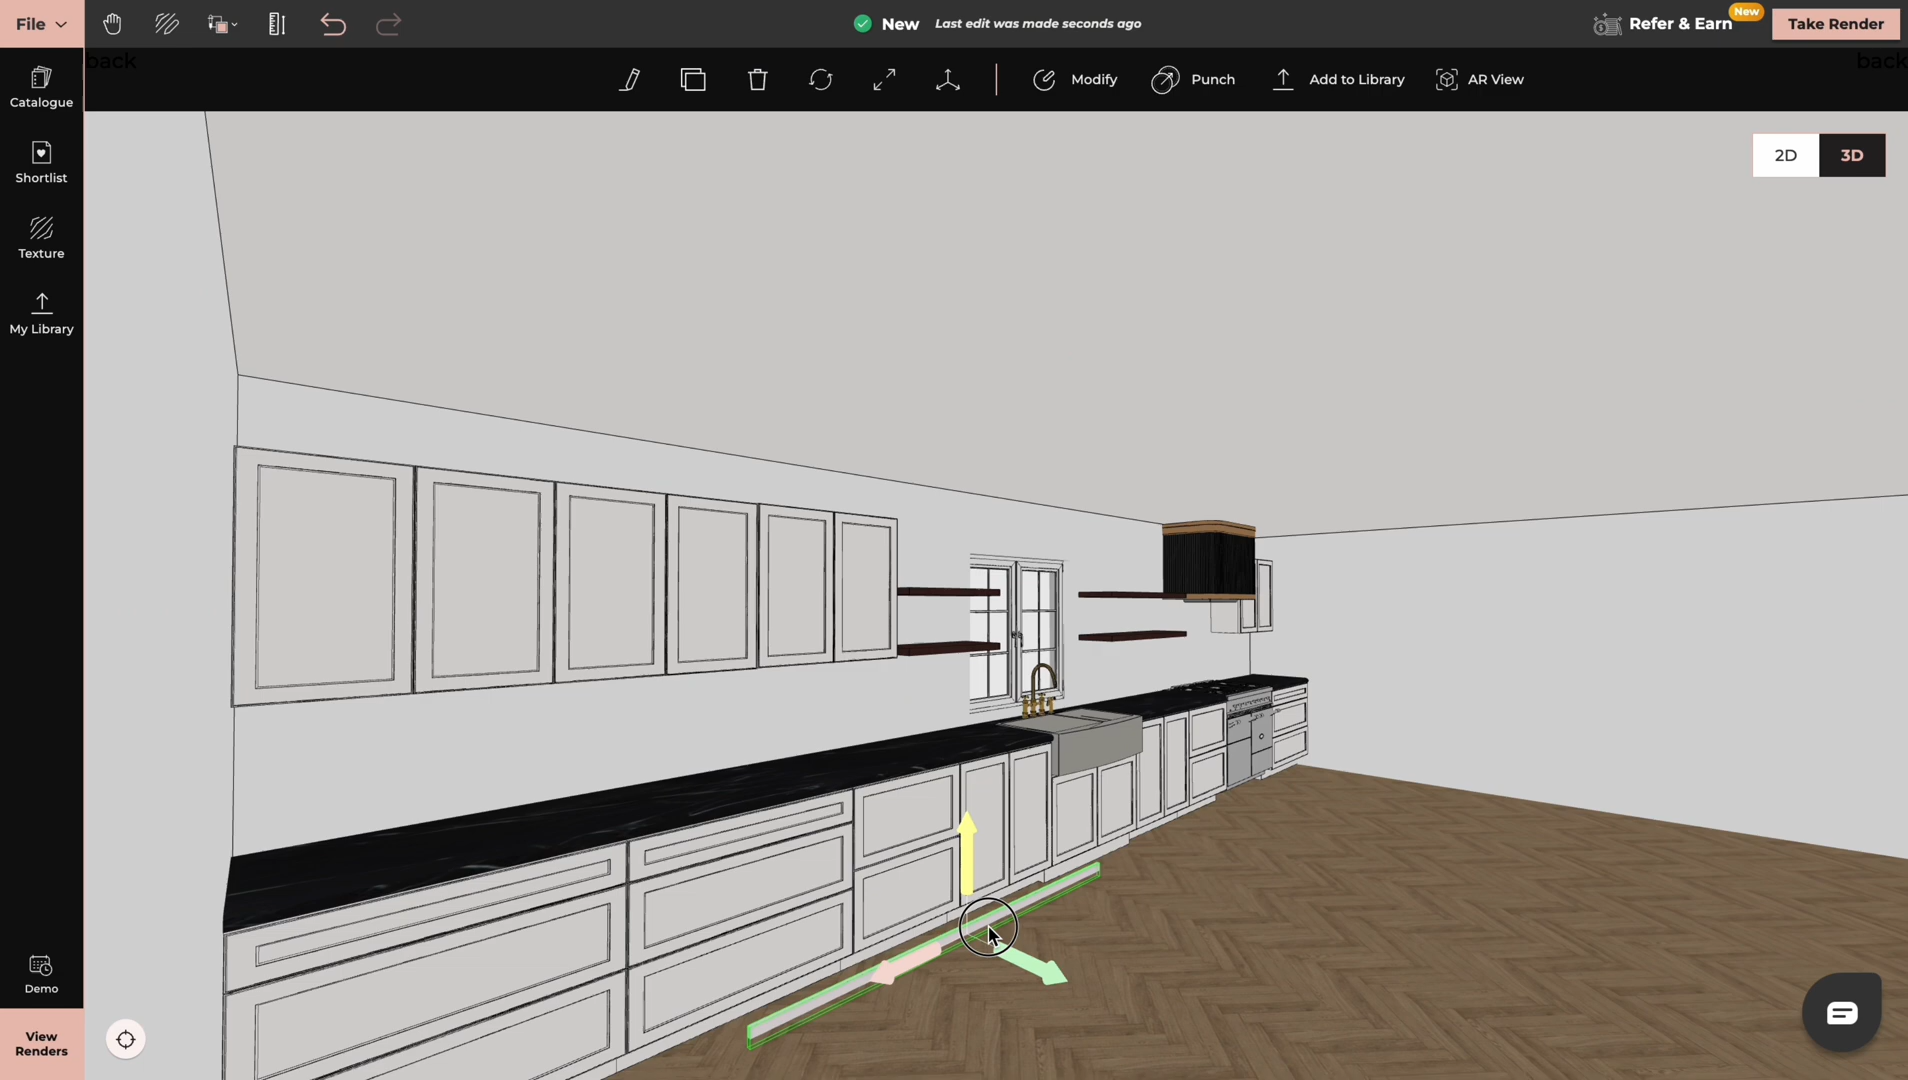 File
New
Last edit was made seconds ago
Refer & Earn
New
Take Render
back
back
Modify
Punch
Add to Library
AR View
Catalogue
Shortlist
Texture
My Library
2D
3D
Demo
View
Renders